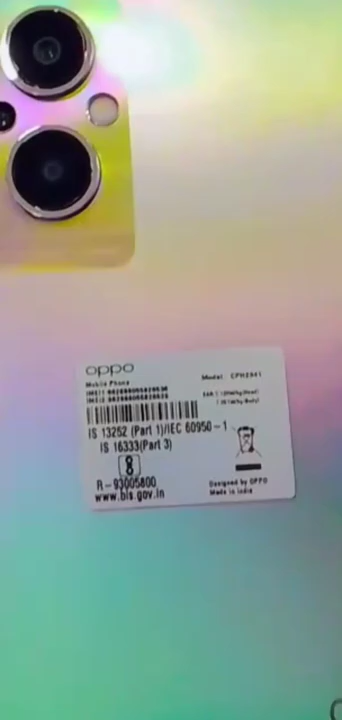 oppo
Mobile Phone
Model: CPH2441
IS 13252 (Part 1)/IEC 60950-1
IS 16333(Part 3)
R-93005800
www.bis.gov.in
Designed by OPPO
Made in India